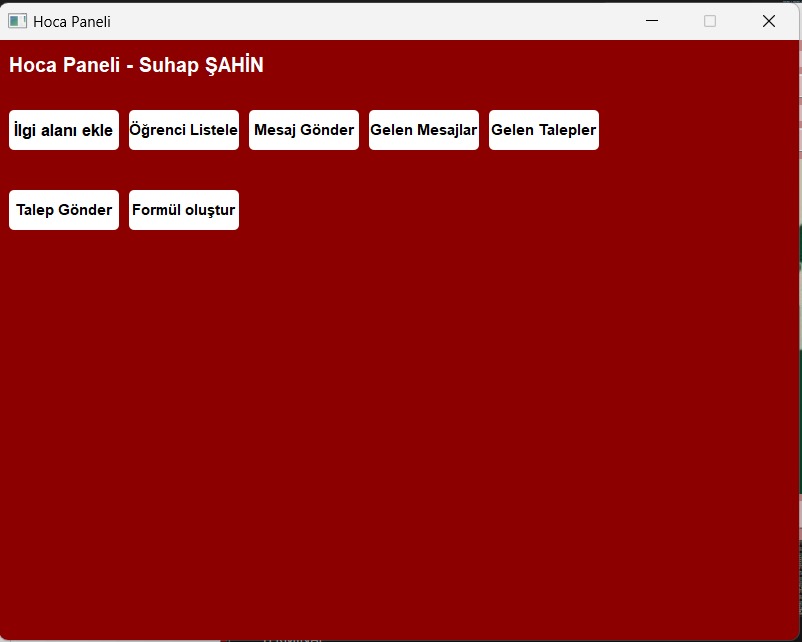 Hoca Paneli
Hoca Paneli - Suhap ŞAHİN
İlgi alanı ekle Öğrenci Listele Mesaj Gönder Gelen Mesajlar Gelen Talepler
Talep Gönder Formül oluştur